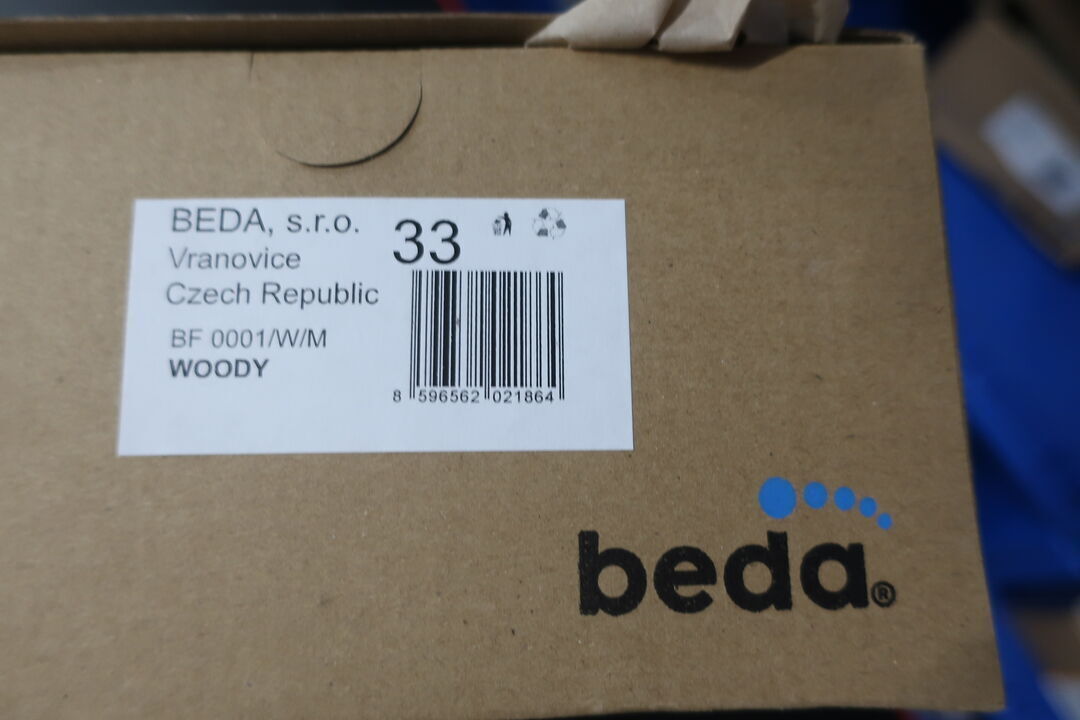 BEDA, s.r.o.
33
Vranovice
Czech Republic
BF 0001/W/M
WOODY
8 596562 021864
beda®